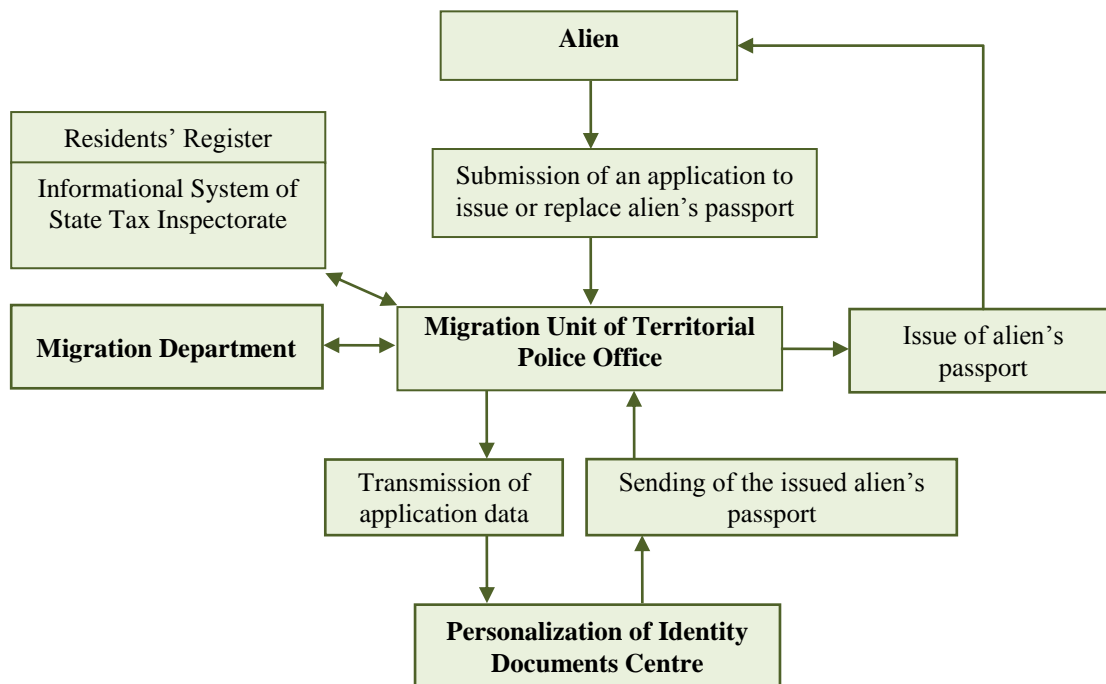 Alien
Residents’ Register
Informational System of
State Tax Inspectorate
Submission of an application to
issue or replace alien’s passport
Migration Department
Migration Unit of Territorial
Police Office
Issue of alien’s
passport
Transmission of
application data
Sending of the issued alien’s
passport
Personalization of Identity
Documents Centre